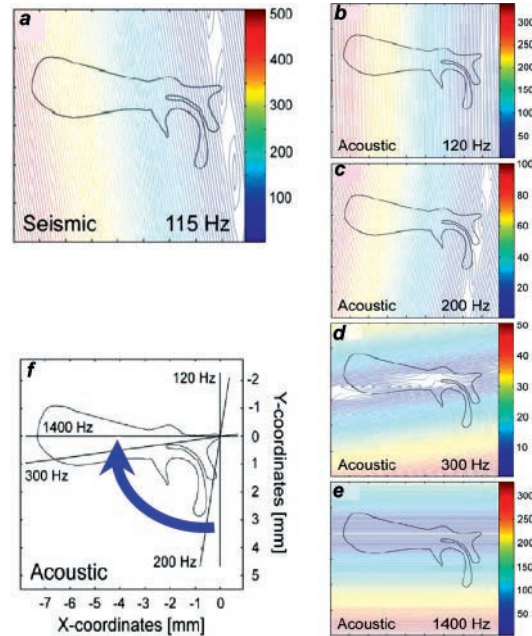 a
500
400
300
200
100
Seismic
115 Hz
b
300
250
200
150
100
50
Acoustic
120 Hz
c
100
80
60
40
20
Acoustic
200 Hz
d
50
40
30
20
10
Acoustic
300 Hz
e
300
250
200
150
100
50
Acoustic
1400 Hz
f
120 Hz
1400 Hz
300 Hz
200 Hz
Acoustic
-2
-1
0
1
2
3
4
5
Y-coordinates [mm]
-7 -6 -5 -4 -3 -2 -1 0
X-coordinates [mm]